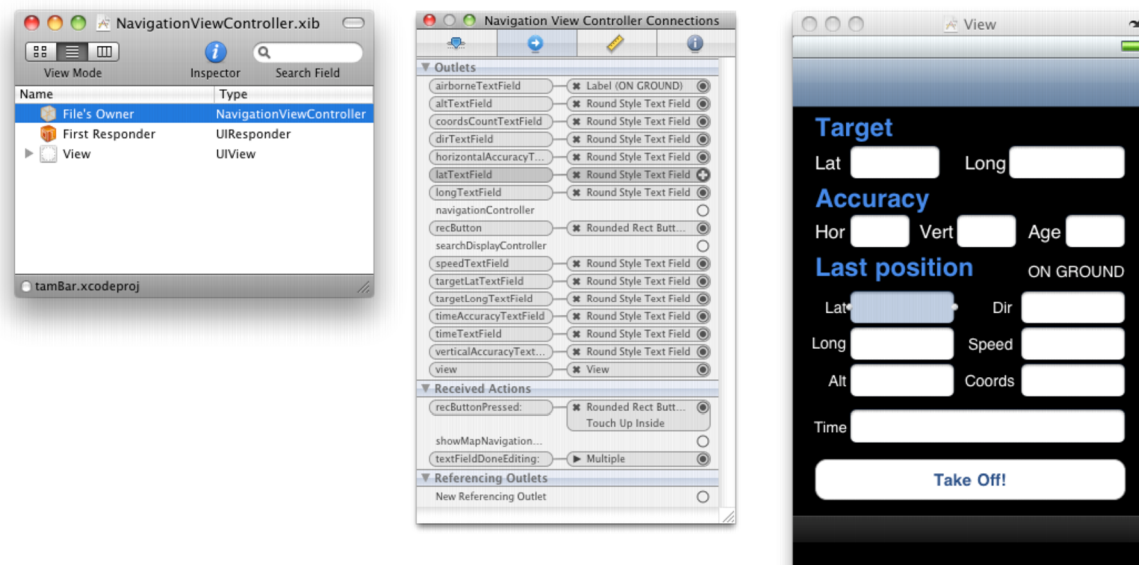 NavigationViewController.xib
View Mode
Inspector
Search Field
Name Type
File's Owner NavigationViewController
First Responder UIResponder
View UIView
tamBar.xcodeproj
Navigation View Controller Connections
Outlets
airborneTextField Label (ON GROUND)
altTextField Round Style Text Field
coordsCountTextField Round Style Text Field
dirTextField Round Style Text Field
horizontalAccuracyT... Round Style Text Field
latTextField Round Style Text Field
longTextField Round Style Text Field
navigationController
recButton Rounded Rect Butt...
searchDisplayController
speedTextField Round Style Text Field
targetLatTextField Round Style Text Field
targetLongTextField Round Style Text Field
timeAccuracyTextField Round Style Text Field
timeTextField Round Style Text Field
verticalAccuracyText... Round Style Text Field
view View
Received Actions
recButtonPressed: Rounded Rect Butt...
Touch Up Inside
showMapNavigation...
textFieldDoneEditing: Multiple
Referencing Outlets
New Referencing Outlet
View
Target
Lat Long
Accuracy
Hor Vert Age
Last position ON GROUND
Lat Dir
Long Speed
Alt Coords
Time
Take Off!